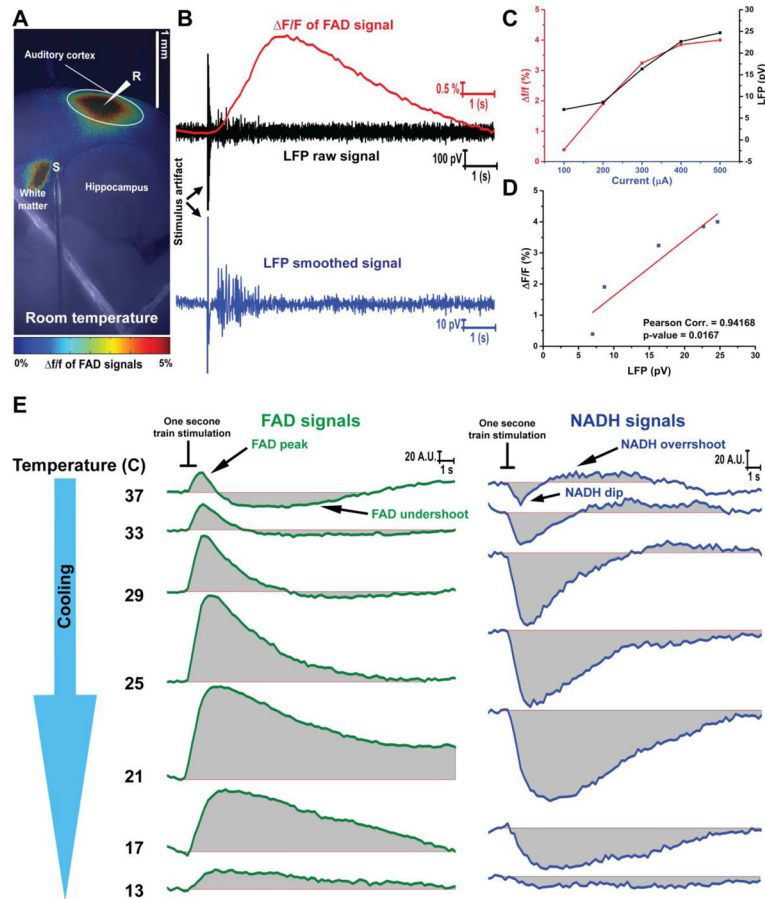 A
1 mm
Auditory cortex
R
S
White
matter
Hippocampus
Room temperature
0%
Δf/f of FAD signals
5%
B
ΔF/F of FAD signal
0.5 %
1 (s)
LFP raw signal
100 pV
1 (s)
Stimulus artifact
LFP smoothed signal
10 pV
1 (s)
C
Δf/f (%)
5
4
3
2
1
0
LFP (pV)
30
25
20
15
10
5
0
-5
100
200
300
400
500
Current(μA)
D
ΔF/F (%)
6
5
4
3
2
1
0
Pearson Corr. = 0.94168
p-value = 0.0167
0
5
10
15
20
25
30
LFP (pV)
E
FAD signals
NADH signals
One second
train stimulation
FAD peak
20 A.U.
1 s
One second
train stimulation
NADH overrshoot
20 A.U.
1 s
Temperature (C)
NADH dip
FAD undershoot
37
33
29
25
21
17
13
Cooling